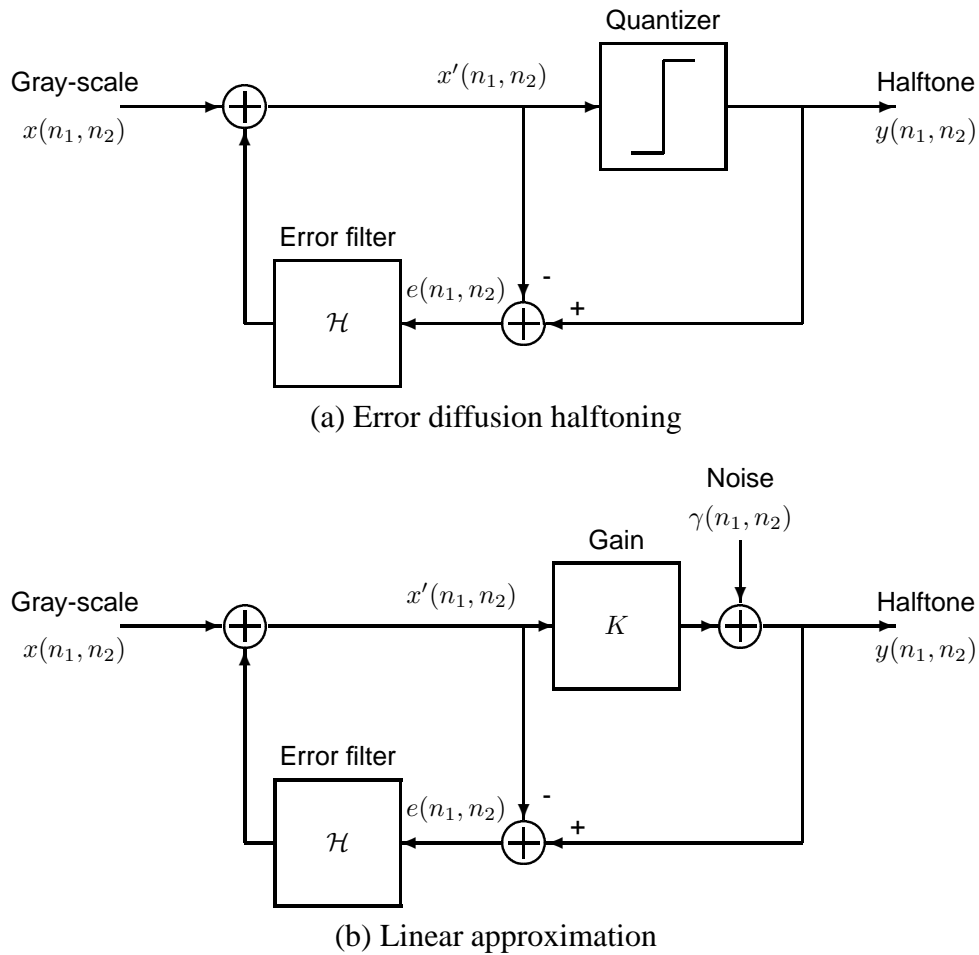 Quantizer
Gray-scale
x′(n₁, n₂)
Halftone
x(n₁, n₂)
y(n₁, n₂)
Error filter
e(n₁, n₂)
-
+
ℋ
(a) Error diffusion halftoning
Noise
γ(n₁, n₂)
Gain
Gray-scale
x′(n₁, n₂)
K
Halftone
x(n₁, n₂)
y(n₁, n₂)
Error filter
e(n₁, n₂)
-
+
ℋ
(b) Linear approximation